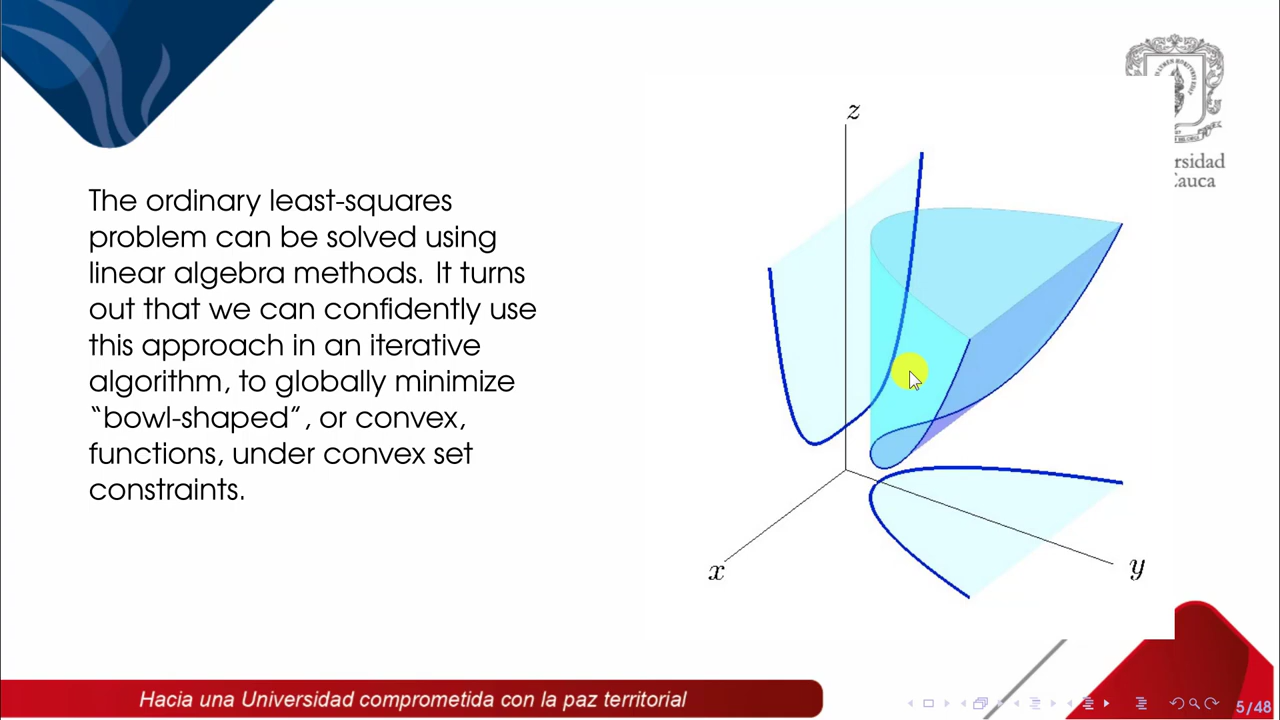 z
rsidad
The ordinary least-squares
problem can be solved using
linear algebra methods. It turns
out that we can confidently use
this approach in an iterative
algorithm, to globally minimize
“bowl-shaped”, or convex,
functions, under convex set
constraints.
x
y
Hacia una Universidad comprometida con la paz territorial
5/48